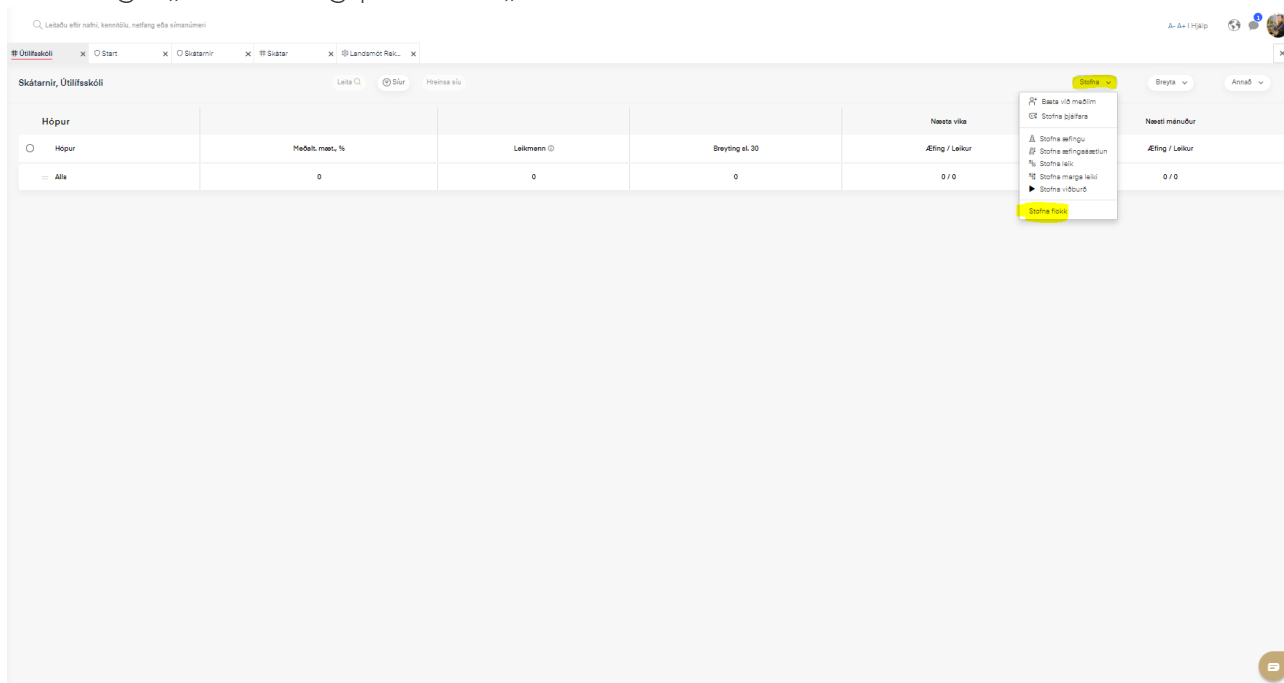 Leitaðu eftir nafni, kennitölu, netfang eða símanúmeri
A- A+ | Hjálp
1
# Útilífsskóli x Start x Skátarnir x # Skátar x Landsmót Rek... x
x
Skátarnir, Útilífsskóli
Leita
Síur
Hreinsa síu
Stofna
Breyta
Annað
Bæta við meðlim
Stofna þjálfara
Stofna æfingu
Stofna æfingaáætlun
Stofna leik
Stofna marga leiki
Stofna viðburð
Stofna flokk
Hópur Næsta vika Næsti mánuður
Hópur Meðalt. mæt., % Leikmenn Breyting sl. 30 Æfing / Leikur Æfing / Leikur
Alls 0 0 0 0 / 0 0 / 0